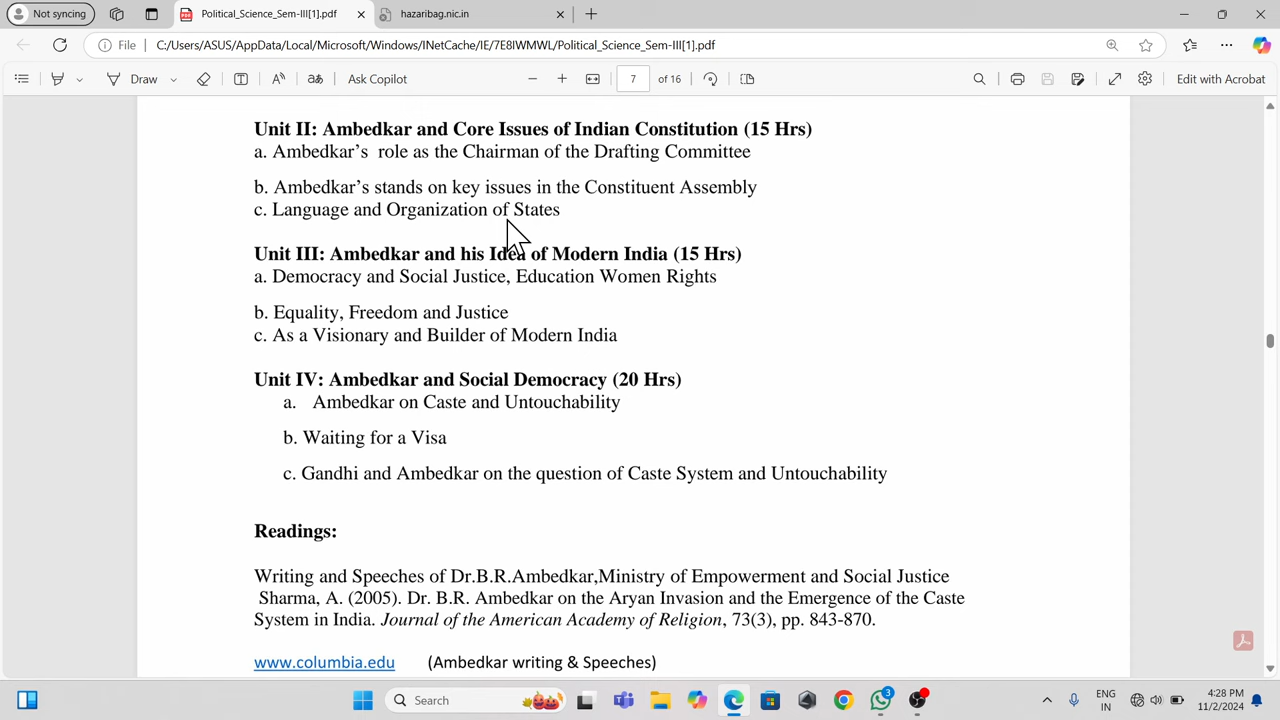 Not syncing
Political_Science_Sem-III[1].pdf
hazaribag.nic.in
File
C:/Users/ASUS/AppData/Local/Microsoft/Windows/INetCache/IE/7E8IWMWL/Political_Science_Sem-III[1].pdf
Draw
Ask Copilot
7 of 16
Edit with Acrobat
Unit II: Ambedkar and Core Issues of Indian Constitution (15 Hrs)
a. Ambedkar's role as the Chairman of the Drafting Committee
b. Ambedkar's stands on key issues in the Constituent Assembly
c. Language and Organization of States
Unit III: Ambedkar and his Idea of Modern India (15 Hrs)
a. Democracy and Social Justice, Education Women Rights
b. Equality, Freedom and Justice
c. As a Visionary and Builder of Modern India
Unit IV: Ambedkar and Social Democracy (20 Hrs)
a. Ambedkar on Caste and Untouchability
b. Waiting for a Visa
c. Gandhi and Ambedkar on the question of Caste System and Untouchability
Readings:
Writing and Speeches of Dr.B.R.Ambedkar,Ministry of Empowerment and Social Justice
Sharma, A. (2005). Dr. B.R. Ambedkar on the Aryan Invasion and the Emergence of the Caste
System in India. Journal of the American Academy of Religion, 73(3), pp. 843-870.
www.columbia.edu (Ambedkar writing & Speeches)
Search
3
ENG
IN
4:28 PM
11/2/2024